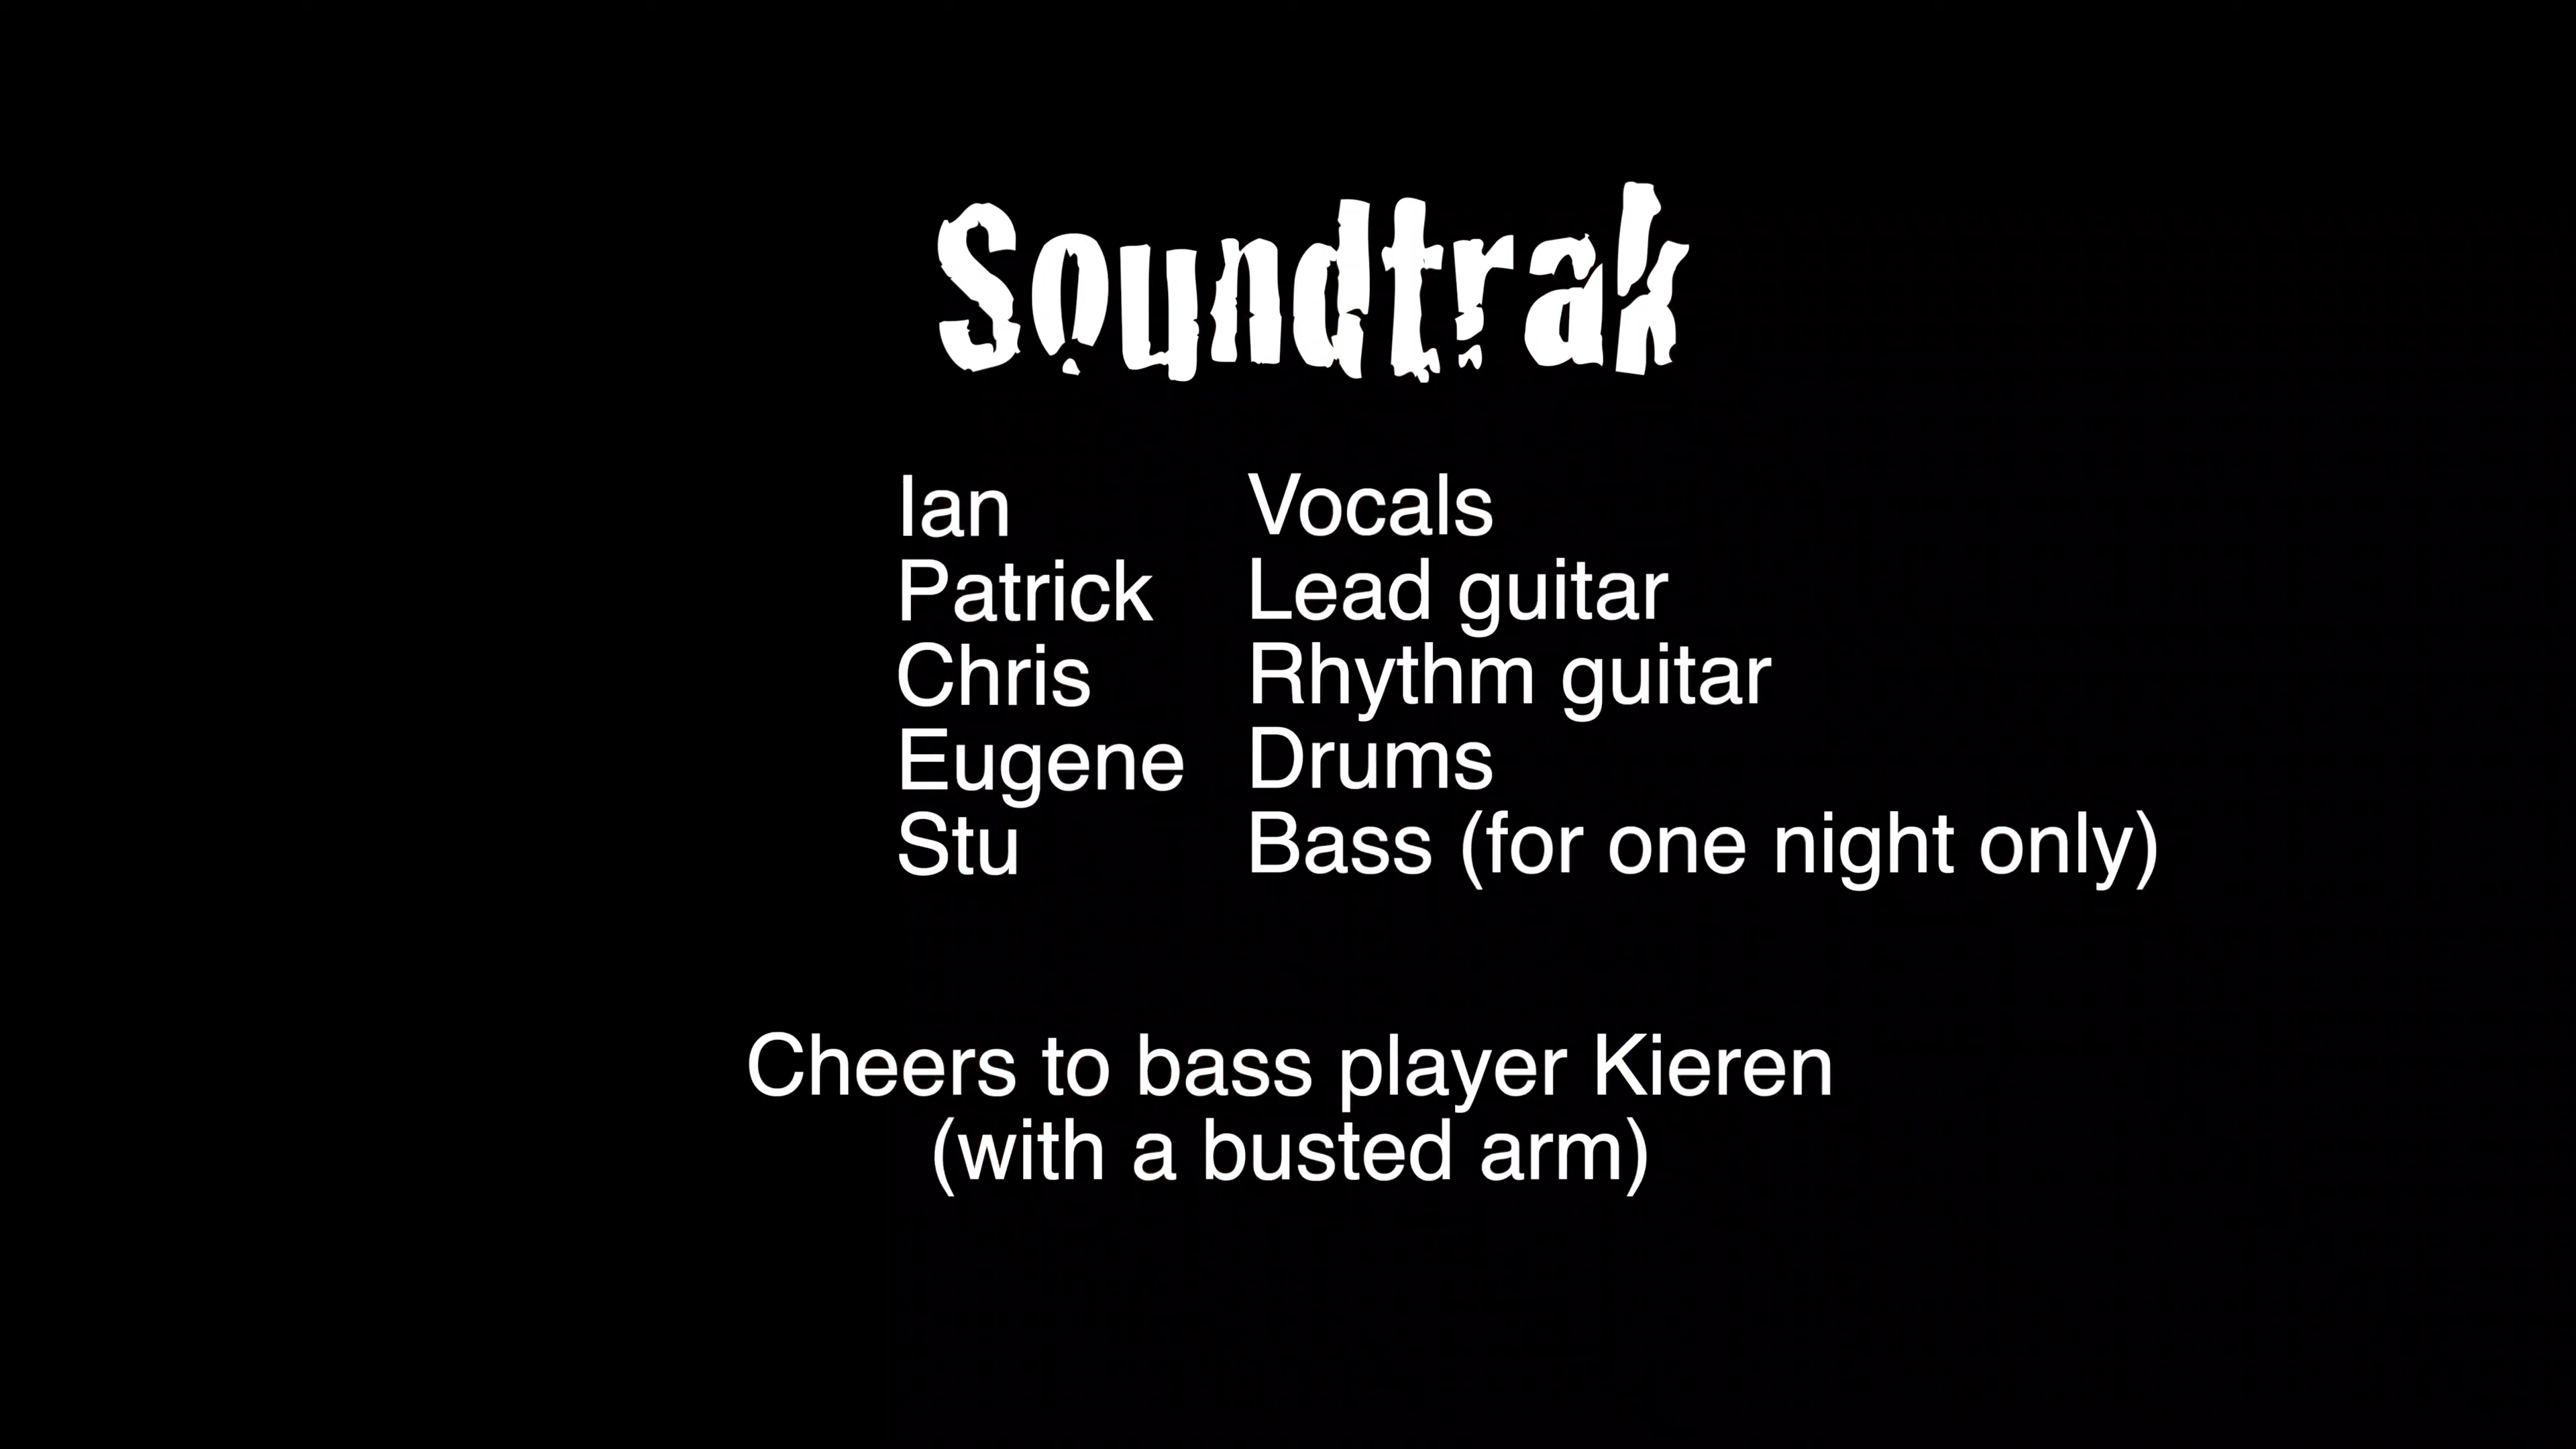 Soundtrak
Ian Vocals
Patrick Lead guitar
Chris Rhythm guitar
Eugene Drums
Stu Bass (for one night only)
Cheers to bass player Kieren
(with a busted arm)